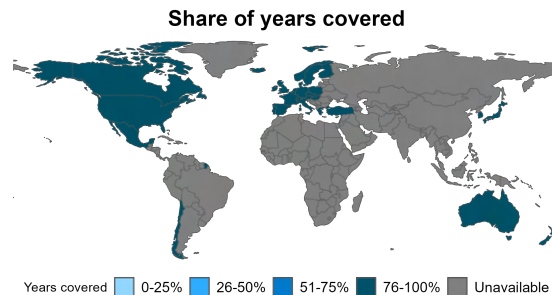 Share of years covered
Years covered 0-25% 26-50% 51-75% 76-100% Unavailable